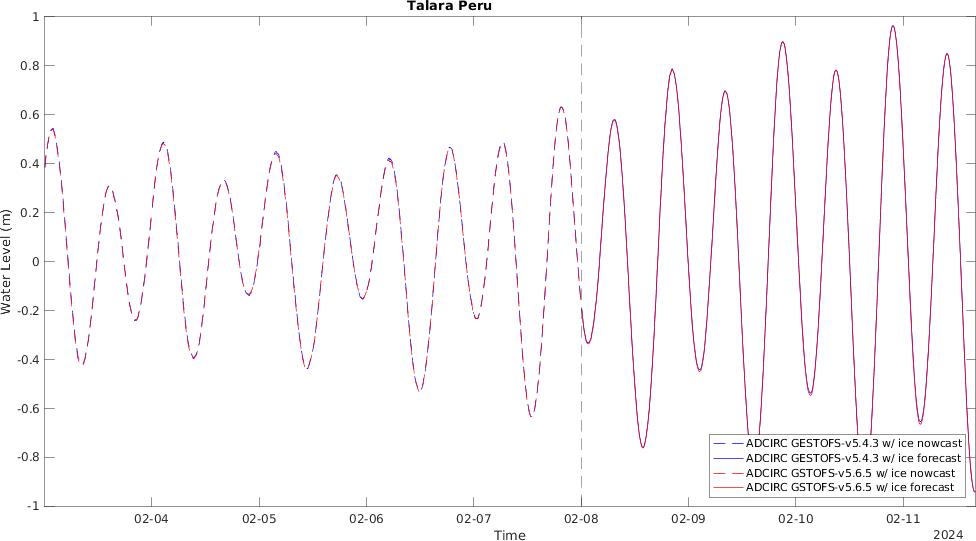 Talara Peru
1
0.8
0.6
0.4
0.2
0
-0.2
-0.4
-0.6
-0.8
-1
Water Level (m)
ADCIRC GESTOFS-v5.4.3 w/ ice nowcast
ADCIRC GESTOFS-v5.4.3 w/ ice forecast
ADCIRC GSTOFS-v5.6.5 w/ ice nowcast
ADCIRC GSTOFS-v5.6.5 w/ ice forecast
02-04 02-05 02-06 02-07 02-08 02-09 02-10 02-11
Time
2024